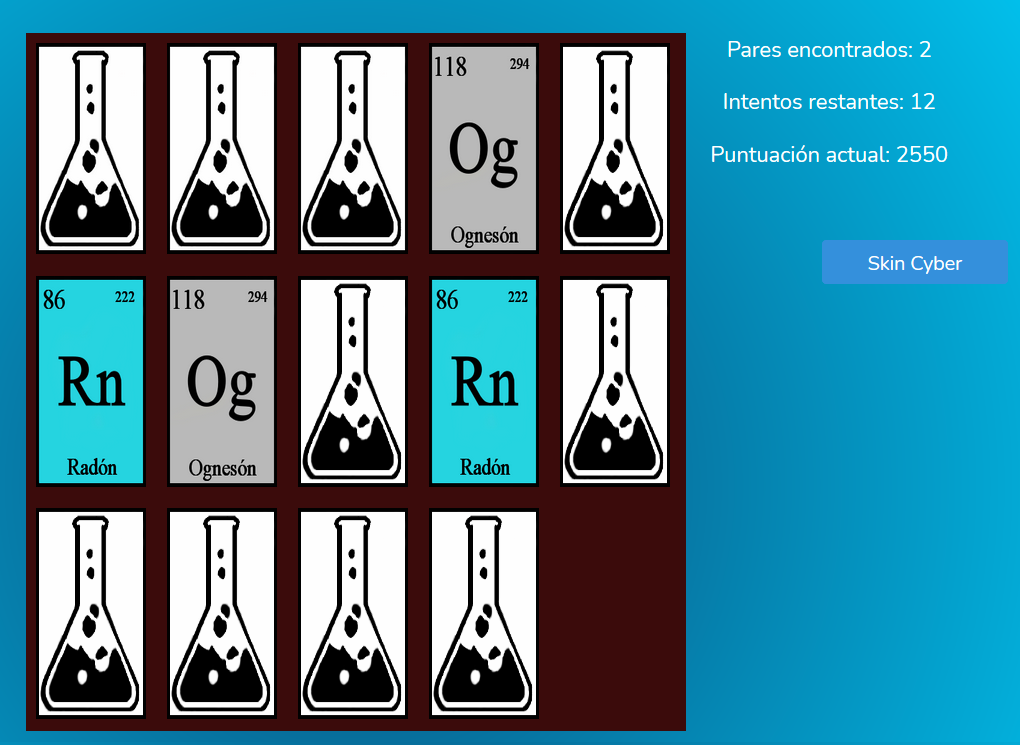 118 294
Og
Ognesón
86 222
Rn
Radón
118 294
Og
Ognesón
86 222
Rn
Radón
Pares encontrados: 2
Intentos restantes: 12
Puntuación actual: 2550
Skin Cyber